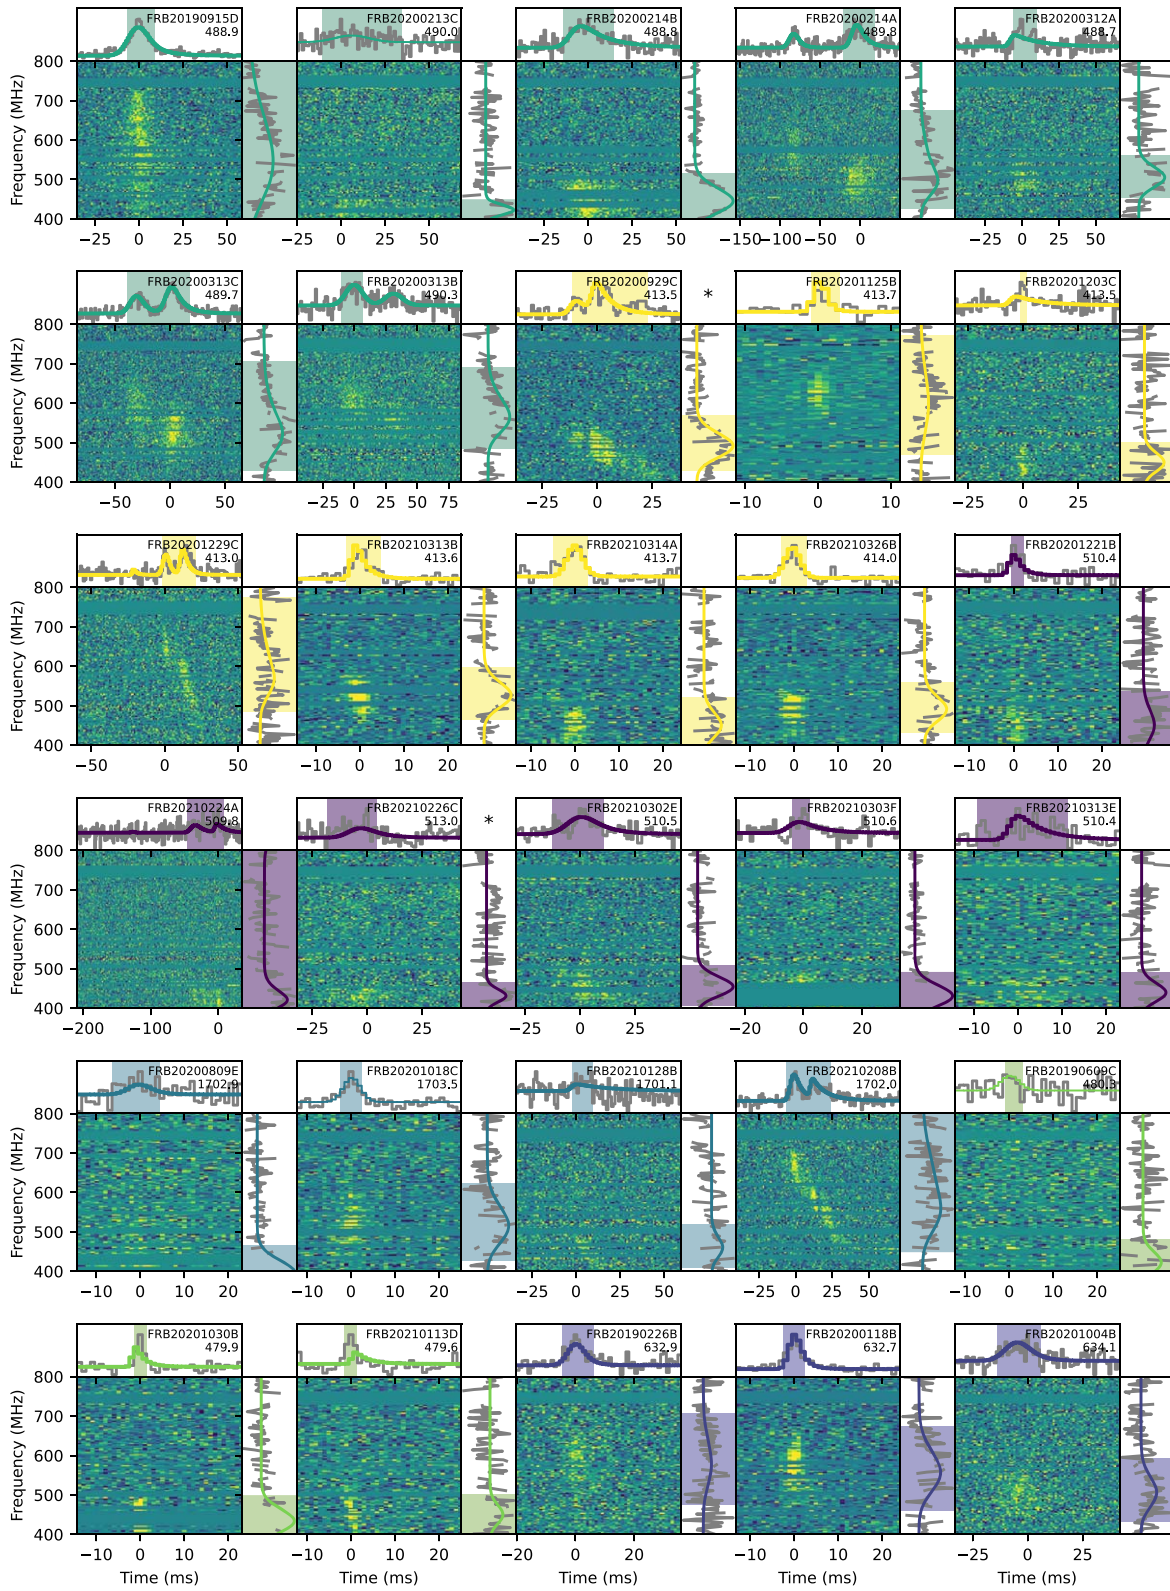 FRB20190915D
488.9
FRB20200213C
490.0
FRB20200214B
488.8
FRB20200214A
489.8
FRB20200312A
488.7
Frequency (MHz)
800
700
600
500
400
−25 0 25 50
−25 0 25 50
−50 −25 0 25 50
−150 −100 −50 0
−25 0 25 50
FRB20200313C
489.7
FRB20200313B
490.3
FRB20200929C
413.5
*
FRB20201125B
413.7
FRB20201203C
413.5
Frequency (MHz)
800
700
600
500
400
−50 0 50
0 25 50 75
−25 0 25
−10 0 10
−25 0 25
FRB20201229C
413.0
FRB20210313B
413.6
FRB20210314A
413.7
FRB20210326B
414.0
FRB20201221B
510.4
Frequency (MHz)
800
700
600
500
400
−50 0 50
−10 0 10 20
−10 0 10 20
−10 0 10 20
−10 0 10 20
FRB20210224A
509.8
FRB20210226C
513.0
*
FRB20210302E
510.5
FRB20210303F
510.6
FRB20210313E
510.4
Frequency (MHz)
800
700
600
500
400
−200 −100 0
−25 0 25
−25 0 25 50
−20 0 20
−10 0 10 20
FRB20200809E
1702.9
FRB20201018C
1703.5
FRB20210128B
1701.1
FRB20210208B
1702.0
FRB20190609C
480.3
Frequency (MHz)
800
700
600
500
400
−10 0 10 20
−10 0 10 20
−25 0 25 50
−25 0 25 50
−10 0 10 20
FRB20201030B
479.9
FRB20210113D
479.6
FRB20190226B
632.9
FRB20200118B
632.7
FRB20201004B
634.1
Frequency (MHz)
800
700
600
500
400
−10 0 10 20
−10 0 10 20
−20 0 20
−10 0 10 20
−25 0 25
Time (ms)
Time (ms)
Time (ms)
Time (ms)
Time (ms)